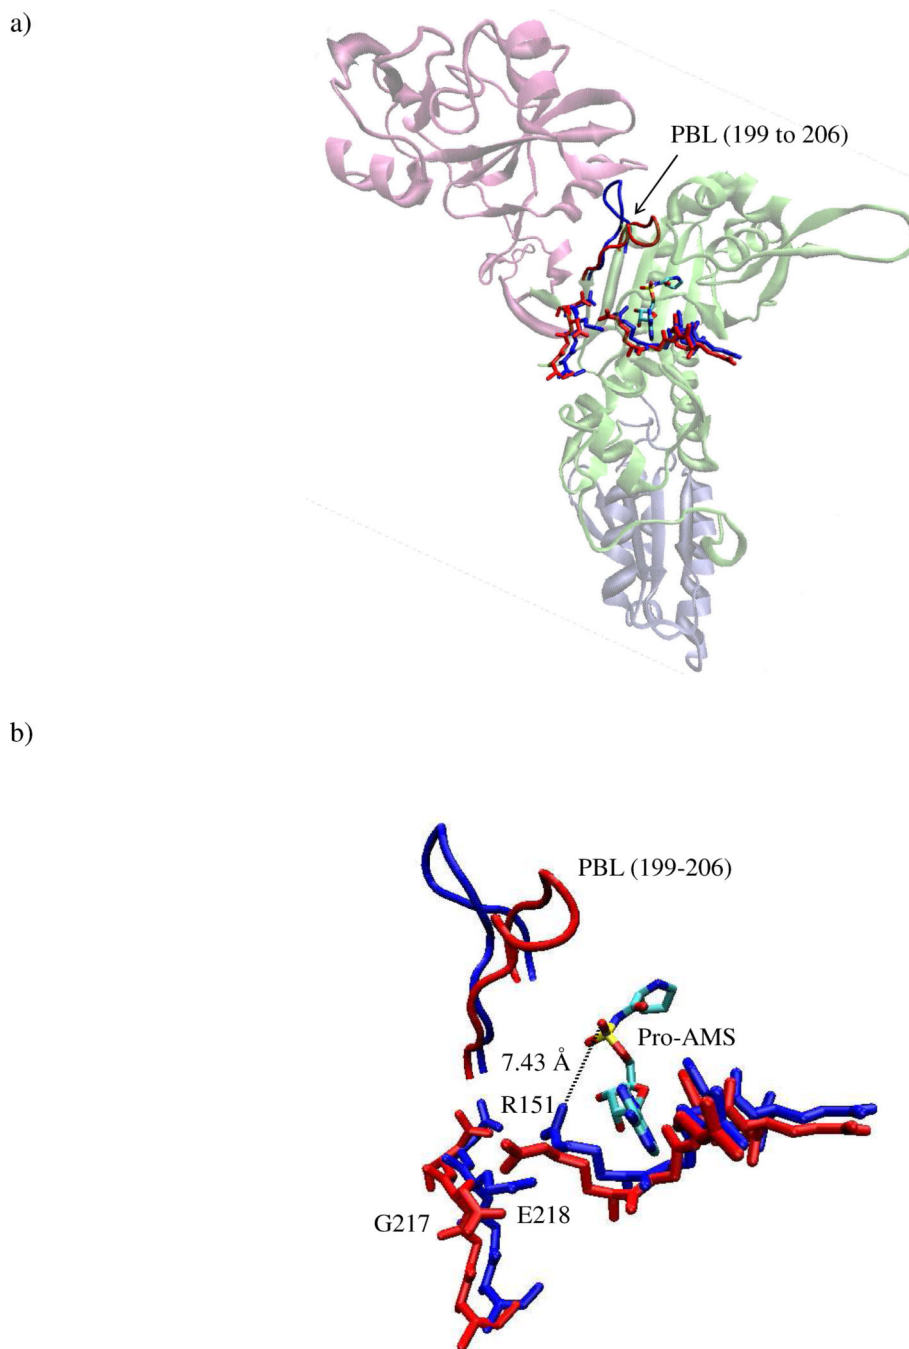 a)
PBL (199 to 206)
b)
PBL (199-206)
Pro-AMS
7.43 Å
R151
E218
G217